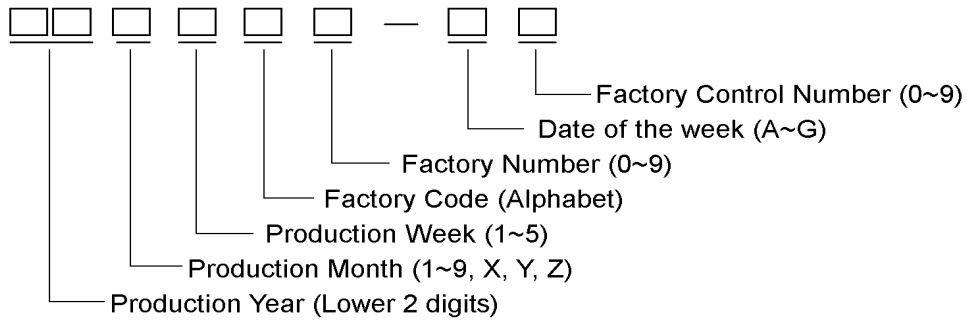 Factory Control Number (0~9)
Date of the week (A~G)
Factory Number (0~9)
Factory Code (Alphabet)
Production Week (1~5)
Production Month (1~9, X, Y, Z)
Production Year (Lower 2 digits)